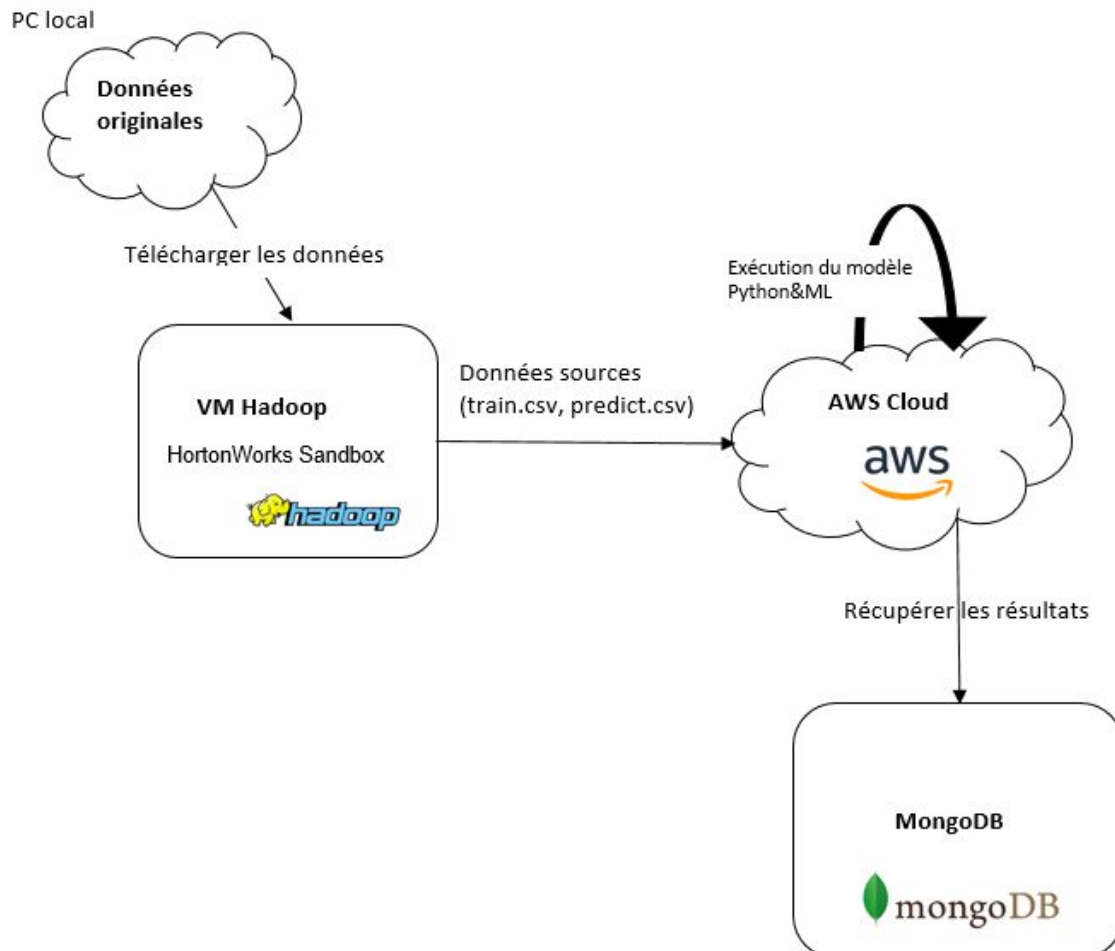 PC local
Données
originales
Télécharger les données
VM Hadoop
HortonWorks Sandbox
hadoop
Données sources
(train.csv, predict.csv)
Exécution du modèle
Python&ML
AWS Cloud
aws
Récupérer les résultats
MongoDB
mongoDB